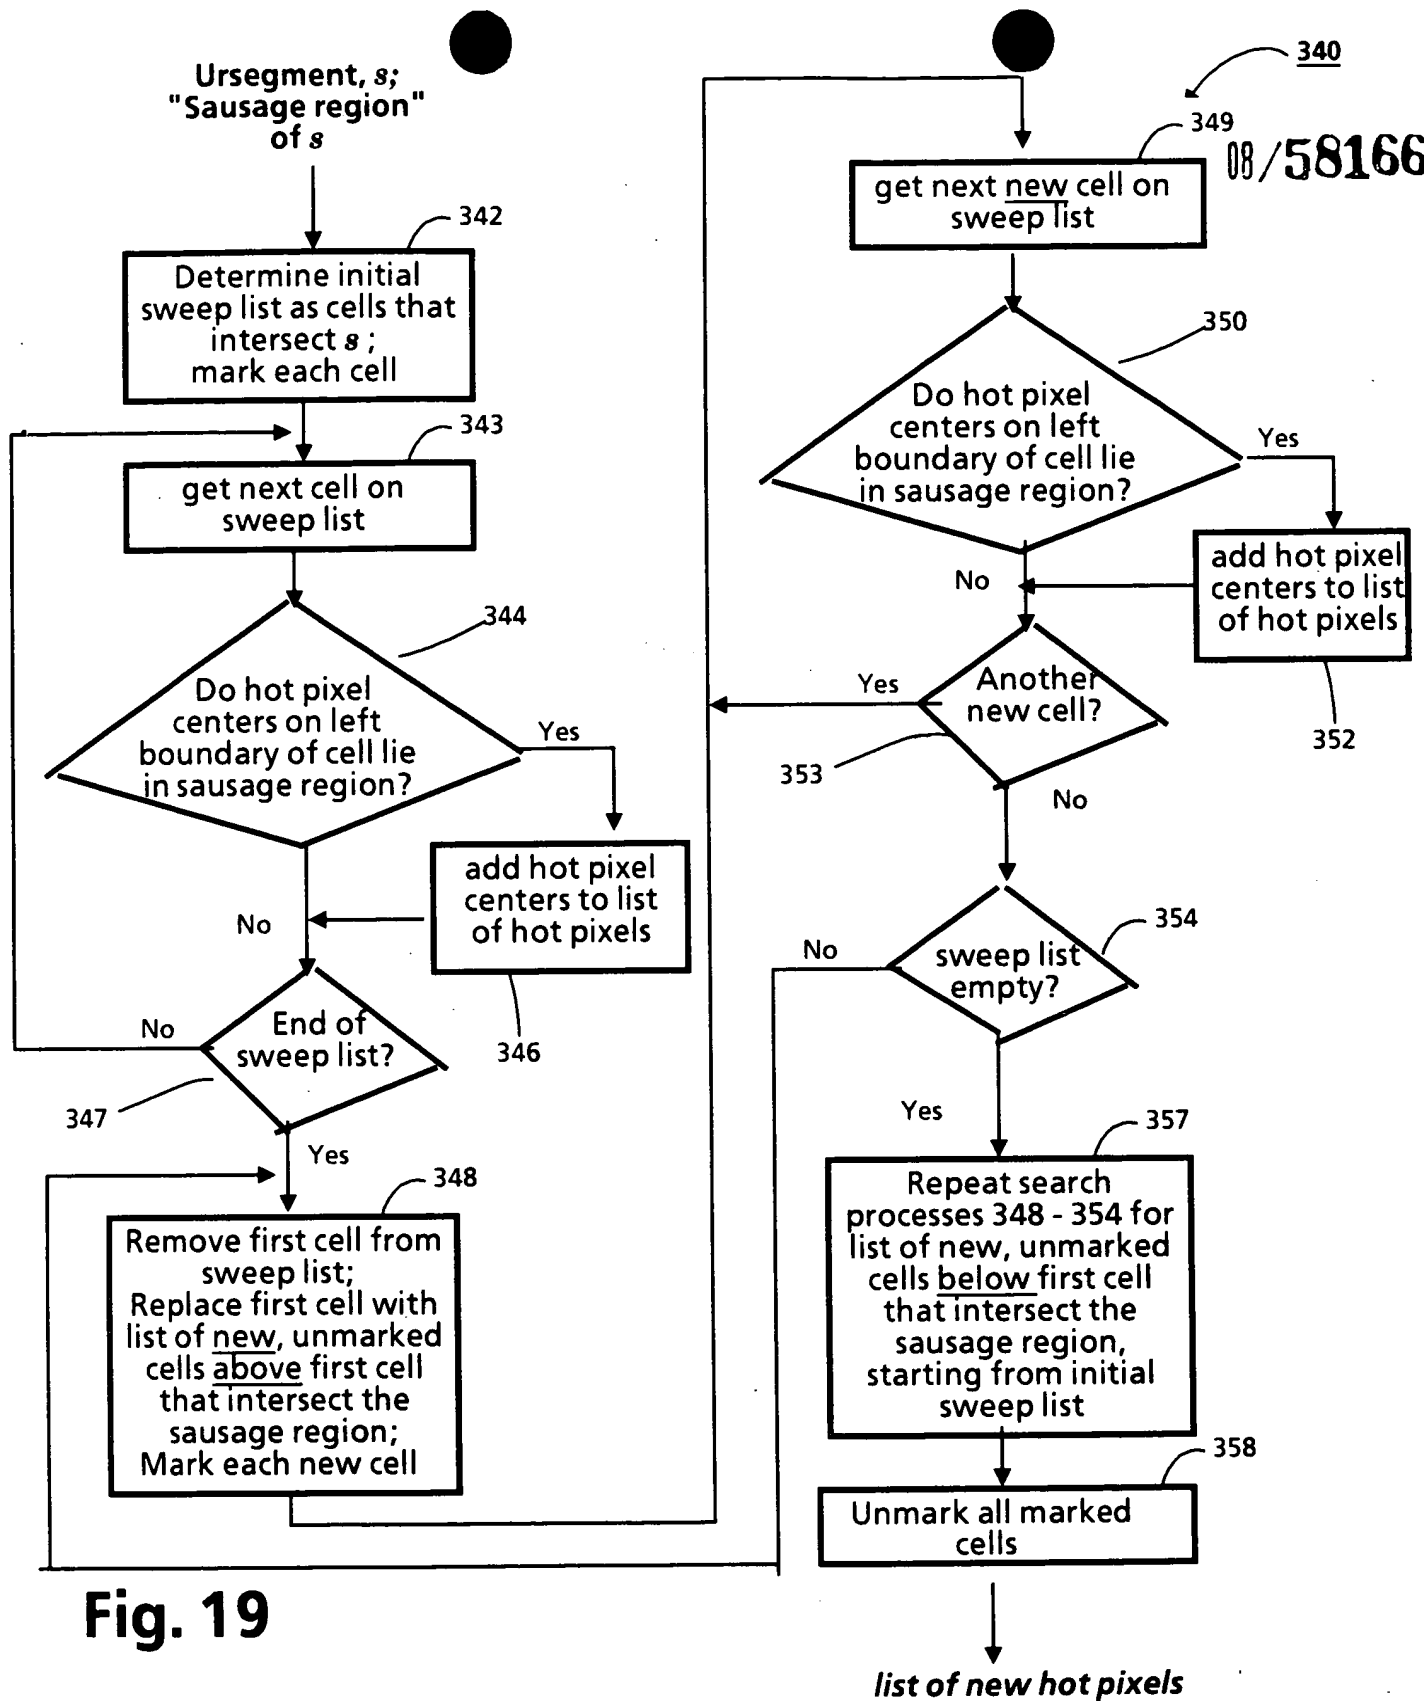 Ursegment, s;
"Sausage region"
of s
342
Determine initial
sweep list as cells that
intersect s ;
mark each cell
343
get next cell on
sweep list
344
Do hot pixel
centers on left
boundary of cell lie
in sausage region?
Yes
No
add hot pixel
centers to list
of hot pixels
346
End of
sweep list?
No
347
Yes
348
Remove first cell from
sweep list;
Replace first cell with
list of new, unmarked
cells above first cell
that intersect the
sausage region;
Mark each new cell
340
349
08/58166
get next new cell on
sweep list
350
Do hot pixel
centers on left
boundary of cell lie
in sausage region?
Yes
No
add hot pixel
centers to list
of hot pixels
352
Another
new cell?
Yes
353
No
354
sweep list
empty?
No
Yes
357
Repeat search
processes 348 - 354 for
list of new, unmarked
cells below first cell
that intersect the
sausage region,
starting from initial
sweep list
358
Unmark all marked
cells
list of new hot pixels
Fig. 19